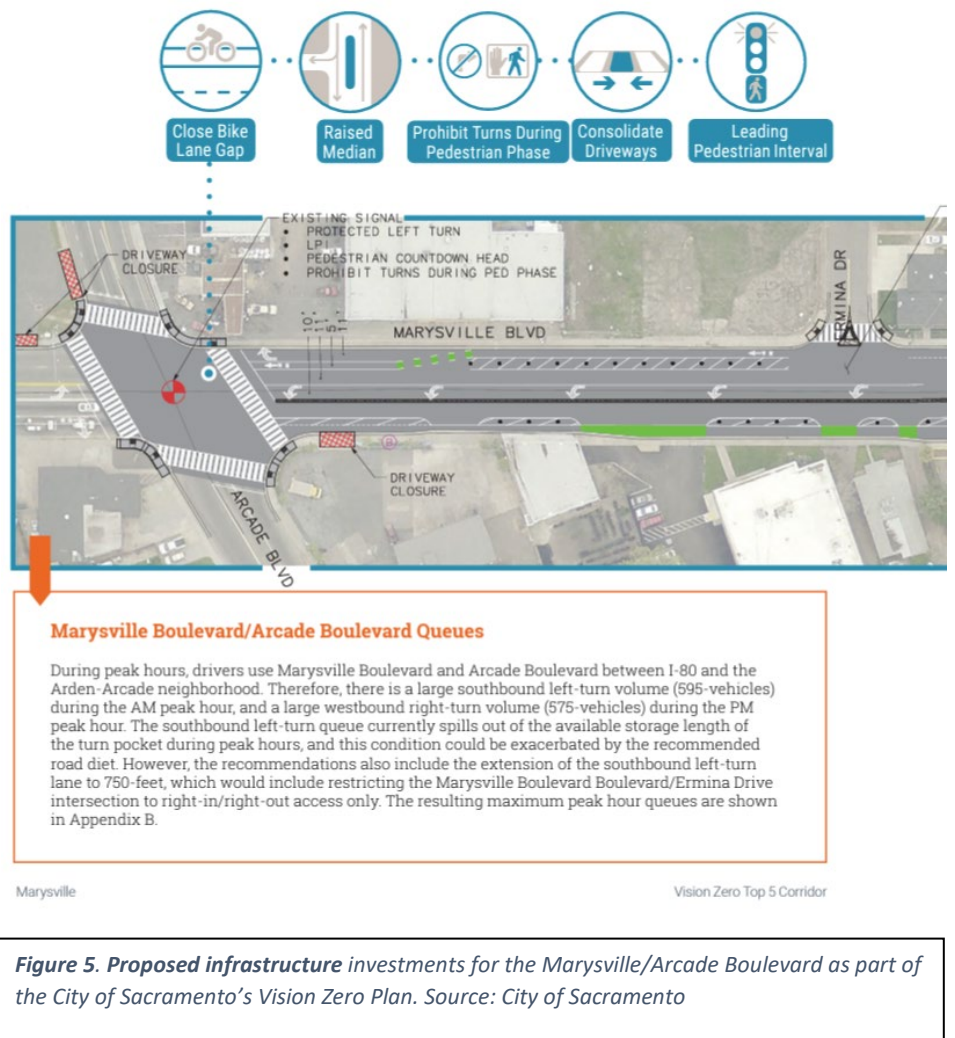 Close Bike
Lane Gap
Raised
Median
Prohibit Turns During
Pedestrian Phase
Consolidate
Driveways
Leading
Pedestrian Interval
EXISTING SIGNAL
• PROTECTED LEFT TURN
• LPI
• PEDESTRIAN COUNTDOWN HEAD
• PROHIBIT TURNS DURING PED PHASE
DRIVEWAY
CLOSURE
MARYSVILLE BLVD
ERMINA DR
10'
11'
5'
11'
DRIVEWAY
CLOSURE
ARCADE BLVD
Marysville Boulevard/Arcade Boulevard Queues
During peak hours, drivers use Marysville Boulevard and Arcade Boulevard between I-80 and the
Arden-Arcade neighborhood. Therefore, there is a large southbound left-turn volume (595-vehicles)
during the AM peak hour, and a large westbound right-turn volume (575-vehicles) during the PM
peak hour. The southbound left-turn queue currently spills out of the available storage length of
the turn pocket during peak hours, and this condition could be exacerbated by the recommended
road diet. However, the recommendations also include the extension of the southbound left-turn
lane to 750-feet, which would include restricting the Marysville Boulevard Boulevard/Ermina Drive
intersection to right-in/right-out access only. The resulting maximum peak hour queues are shown
in Appendix B.
Marysville
Vision Zero Top 5 Corridor
Figure 5. Proposed infrastructure investments for the Marysville/Arcade Boulevard as part of
the City of Sacramento's Vision Zero Plan. Source: City of Sacramento